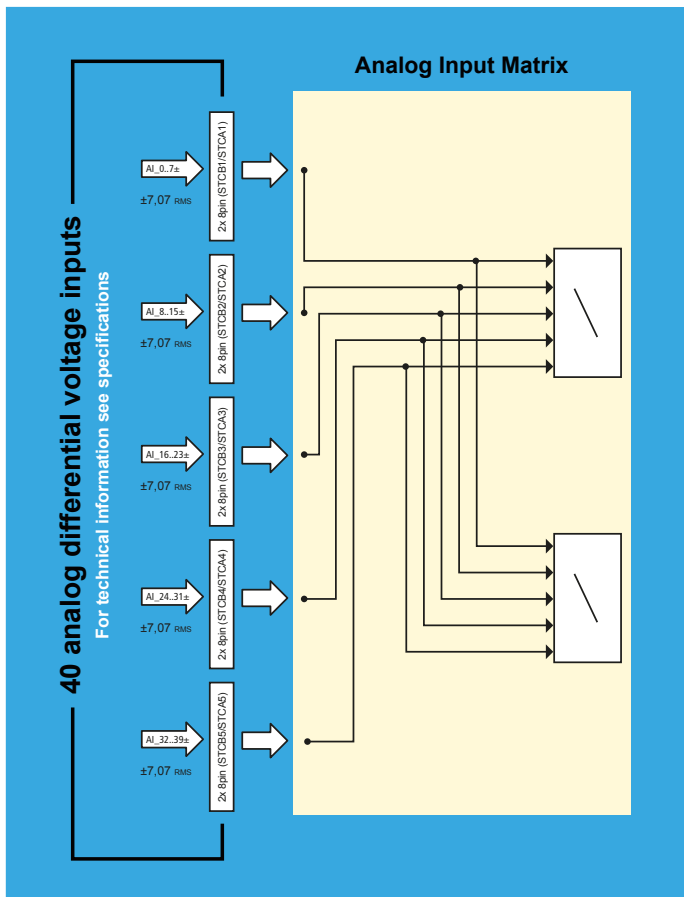 Analog Input Matrix
40 analog differential voltage inputs
For technical information see specifications
AI_0..7±
±7,07 RMS
2x 8pin (STCB1/STCA1)
AI_8..15±
±7,07 RMS
2x 8pin (STCB2/STCA2)
AI_16..23±
±7,07 RMS
2x 8pin (STCB3/STCA3)
AI_24..31±
±7,07 RMS
2x 8pin (STCB4/STCA4)
AI_32..39±
±7,07 RMS
2x 8pin (STCB5/STCA5)